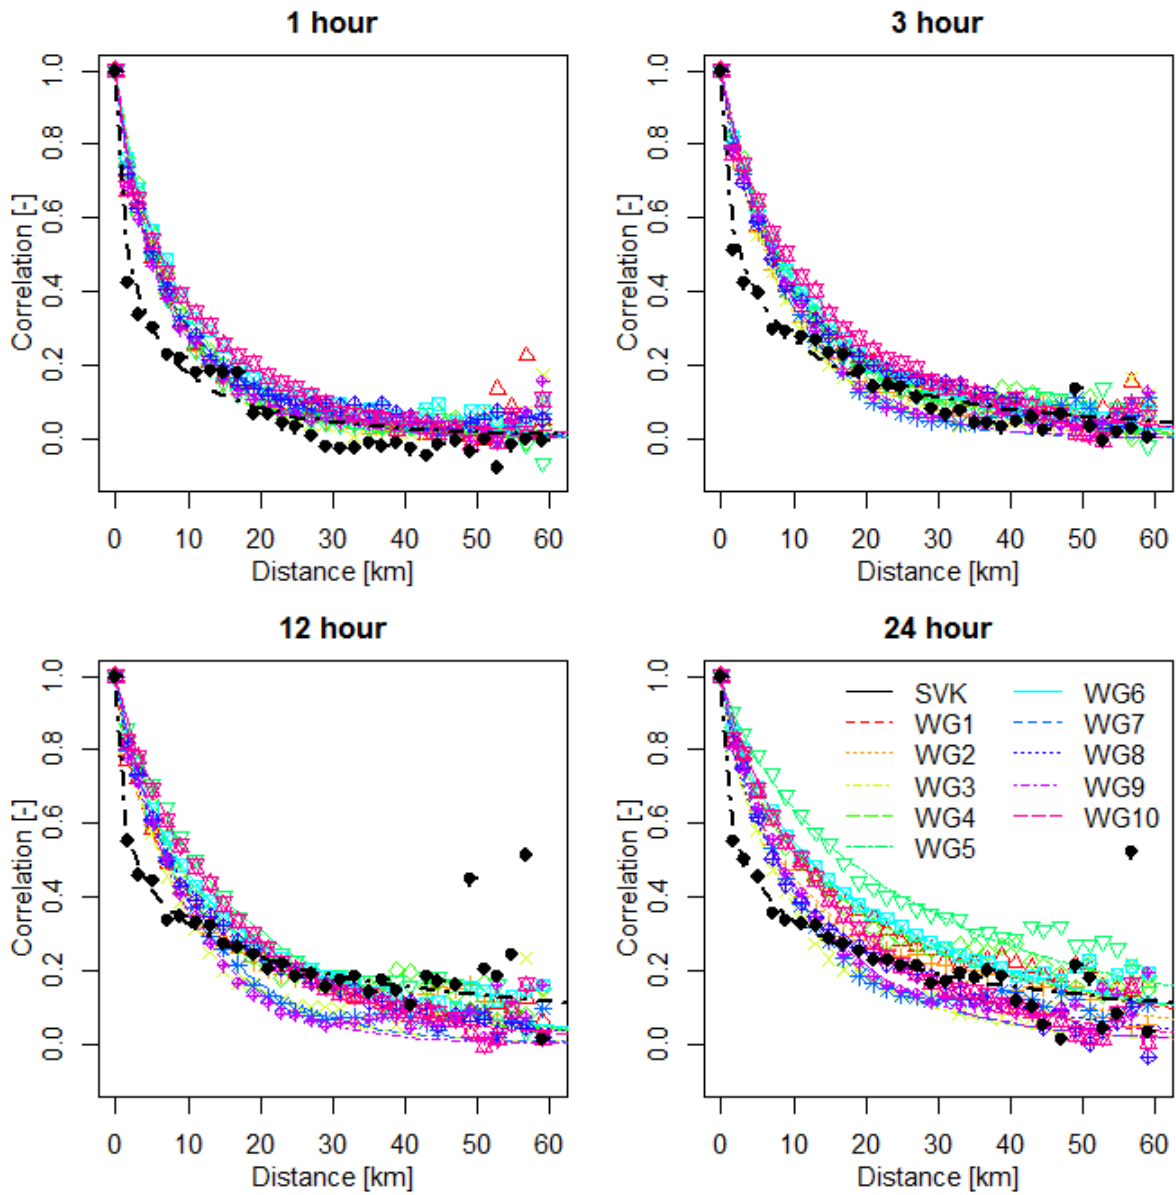 1 hour
Correlation [-]
0.0 0.2 0.4 0.6 0.8 1.0
0 10 20 30 40 50 60
Distance [km]
3 hour
Correlation [-]
0.0 0.2 0.4 0.6 0.8 1.0
0 10 20 30 40 50 60
Distance [km]
12 hour
Correlation [-]
0.0 0.2 0.4 0.6 0.8 1.0
0 10 20 30 40 50 60
Distance [km]
24 hour
Correlation [-]
0.0 0.2 0.4 0.6 0.8 1.0
SVK
WG1
WG2
WG3
WG4
WG5
WG6
WG7
WG8
WG9
WG10
0 10 20 30 40 50 60
Distance [km]